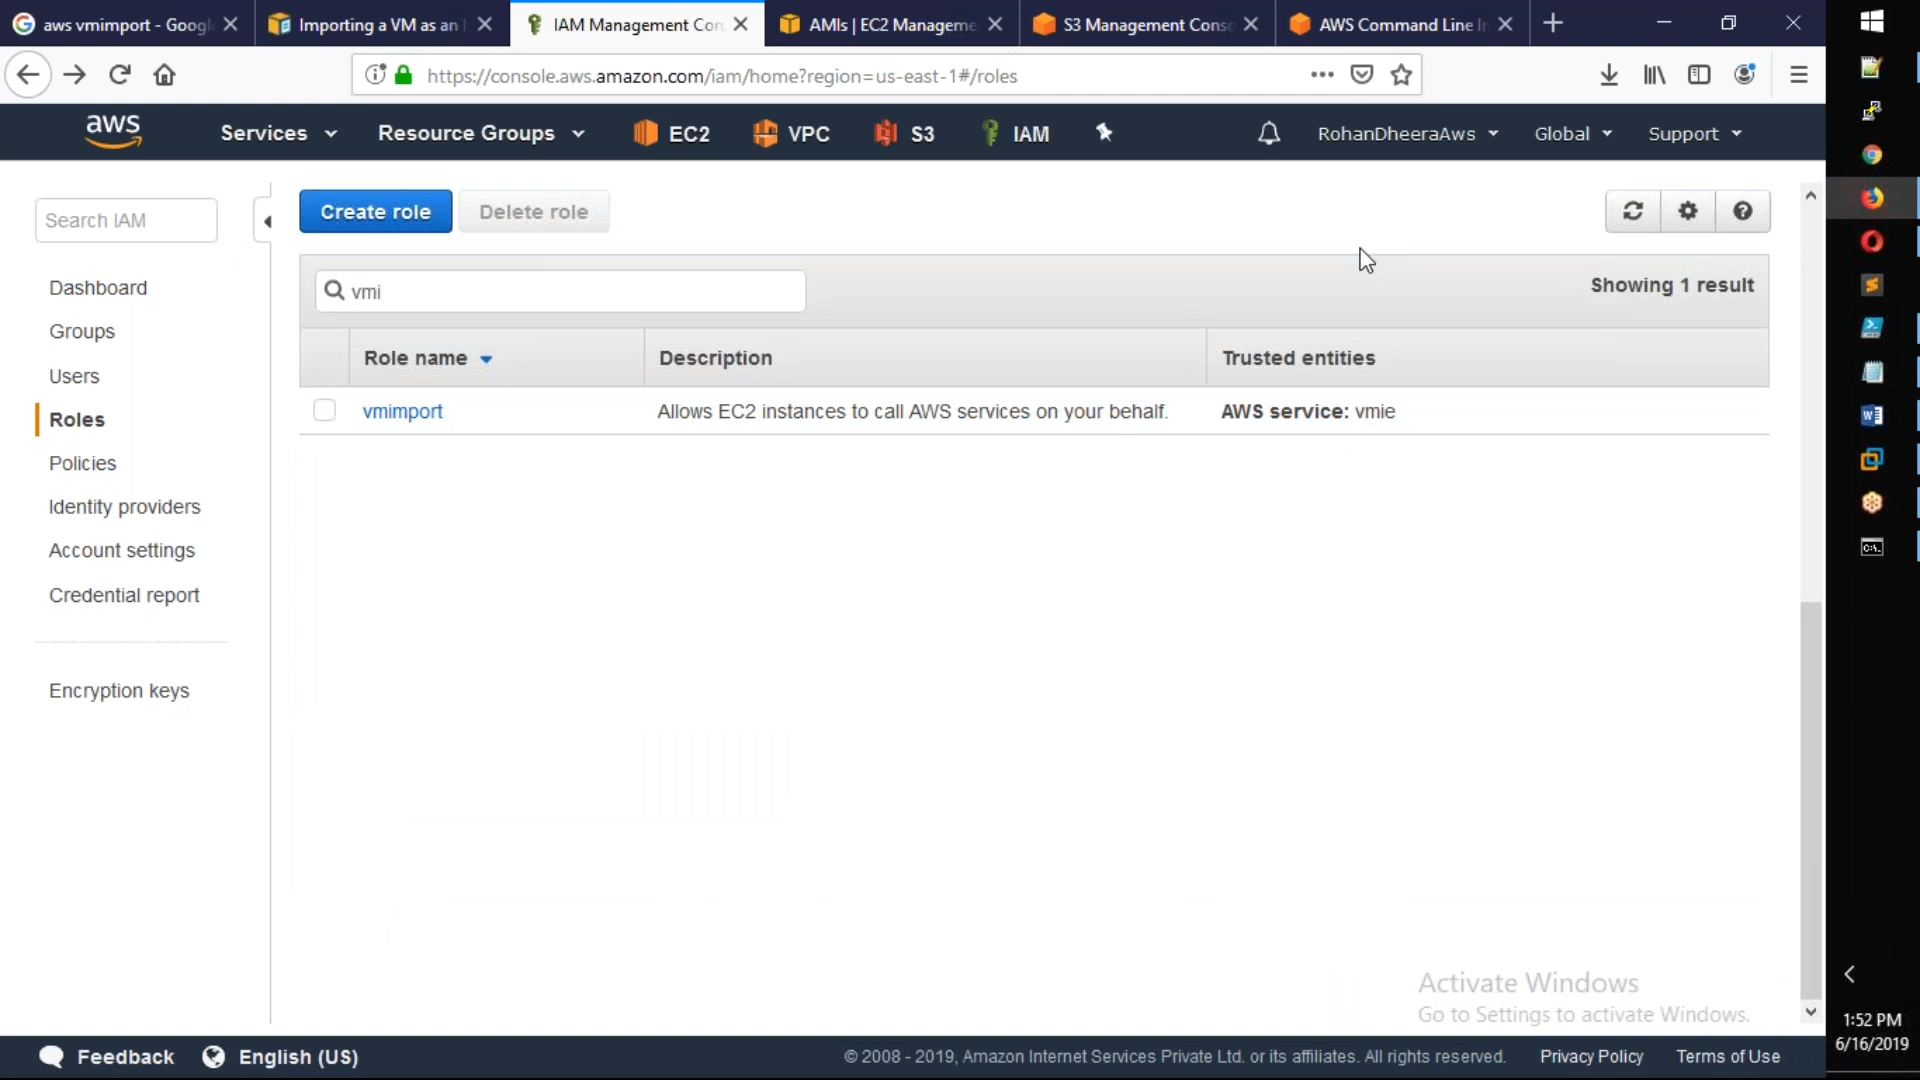 aws vmimport - Googl
Importing a VM as an I
IAM Management Con
AMIs | EC2 Manageme
S3 Management Conso
AWS Command Line In
https://console.aws.amazon.com/iam/home?region=us-east-1#/roles
aws
Services
Resource Groups
EC2
VPC
S3
IAM
RohanDheeraAws
Global
Support
Search IAM
Dashboard
Groups
Users
Roles
Policies
Identity providers
Account settings
Credential report
Encryption keys
Create role
Delete role
vmi
Showing 1 result
Role name
Description
Trusted entities
vmimport
Allows EC2 instances to call AWS services on your behalf.
AWS service: vmie
Activate Windows
Go to Settings to activate Windows.
1:52 PM
6/16/2019
Feedback
English (US)
© 2008 - 2019, Amazon Internet Services Private Ltd. or its affiliates. All rights reserved.
Privacy Policy
Terms of Use